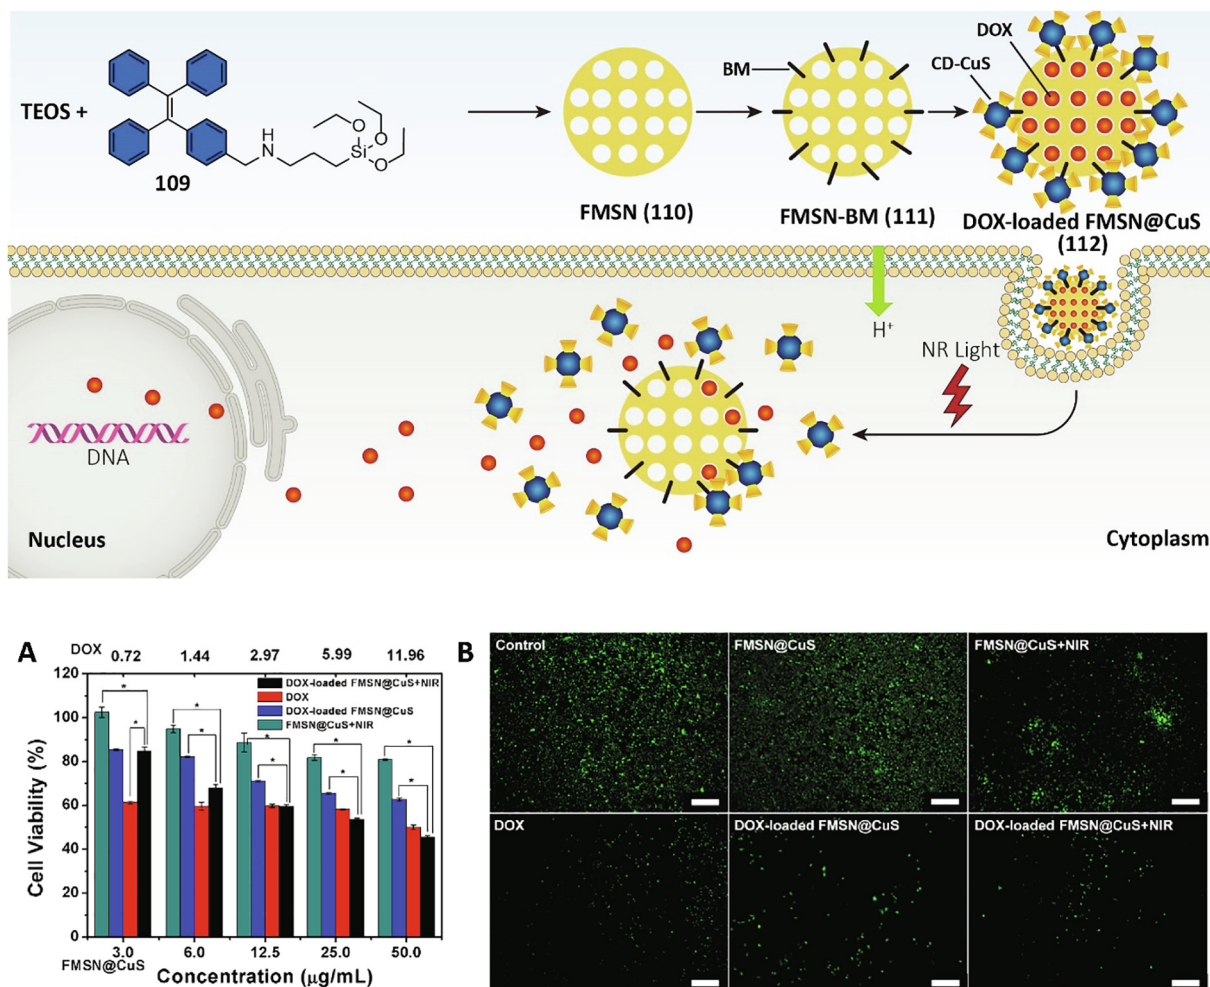 TEOS +
H
N
O
Si
O
O
109
FMSN (110)
BM
FMSN-BM (111)
DOX
CD-CuS
DOX-loaded FMSN@CuS
(112)
H+
NR Light
DNA
Nucleus
Cytoplasm
A
DOX 0.72 1.44 2.97 5.99 11.96
DOX-loaded FMSN@CuS+NIR
DOX
DOX-loaded FMSN@CuS
FMSN@CuS+NIR
* * * * * * * * * *
Cell Viability (%)
120
100
80
60
40
20
0
3.0 6.0 12.5 25.0 50.0
FMSN@CuS
Concentration (μg/mL)
B
Control
FMSN@CuS
FMSN@CuS+NIR
DOX
DOX-loaded FMSN@CuS
DOX-loaded FMSN@CuS+NIR